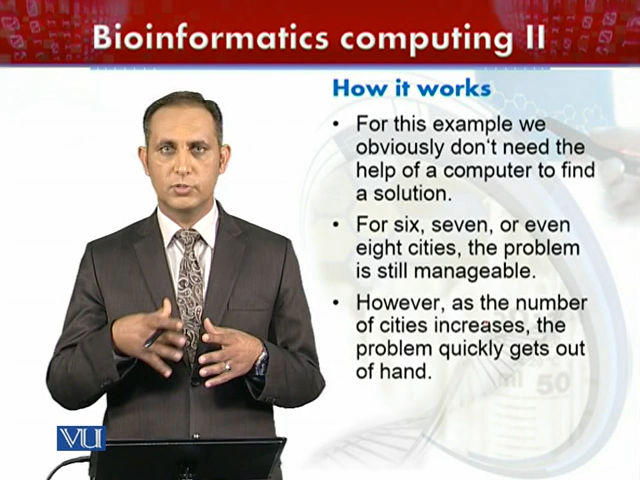 Bioinformatics computing II
How it works
• For this example we
obviously don't need the
help of a computer to find
a solution.
• For six, seven, or even
eight cities, the problem
is still manageable.
• However, as the number
of cities increases, the
problem quickly gets out
of hand.
VU
ml 50